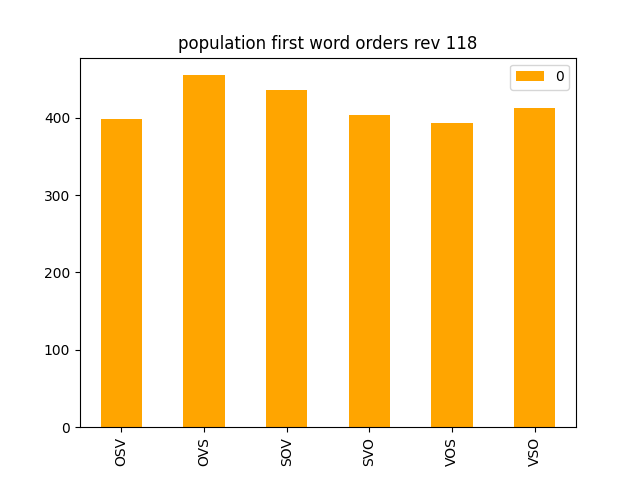 population first word orders rev 118
0
400
300
200
100
0
OSV
OVS
SOV
SVO
VOS
VSO